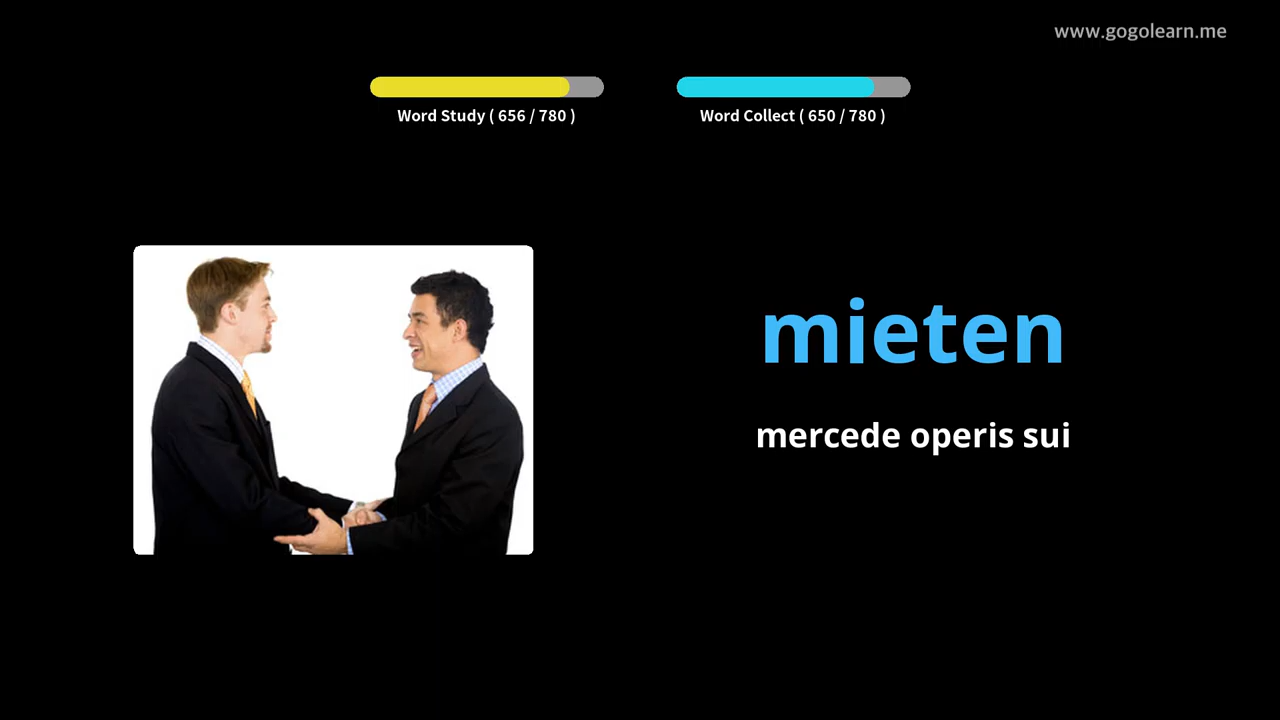 www.gogolearn.me
Word Study ( 656 / 780 )
Word Collect ( 650 / 780 )
mieten
mercede operis sui